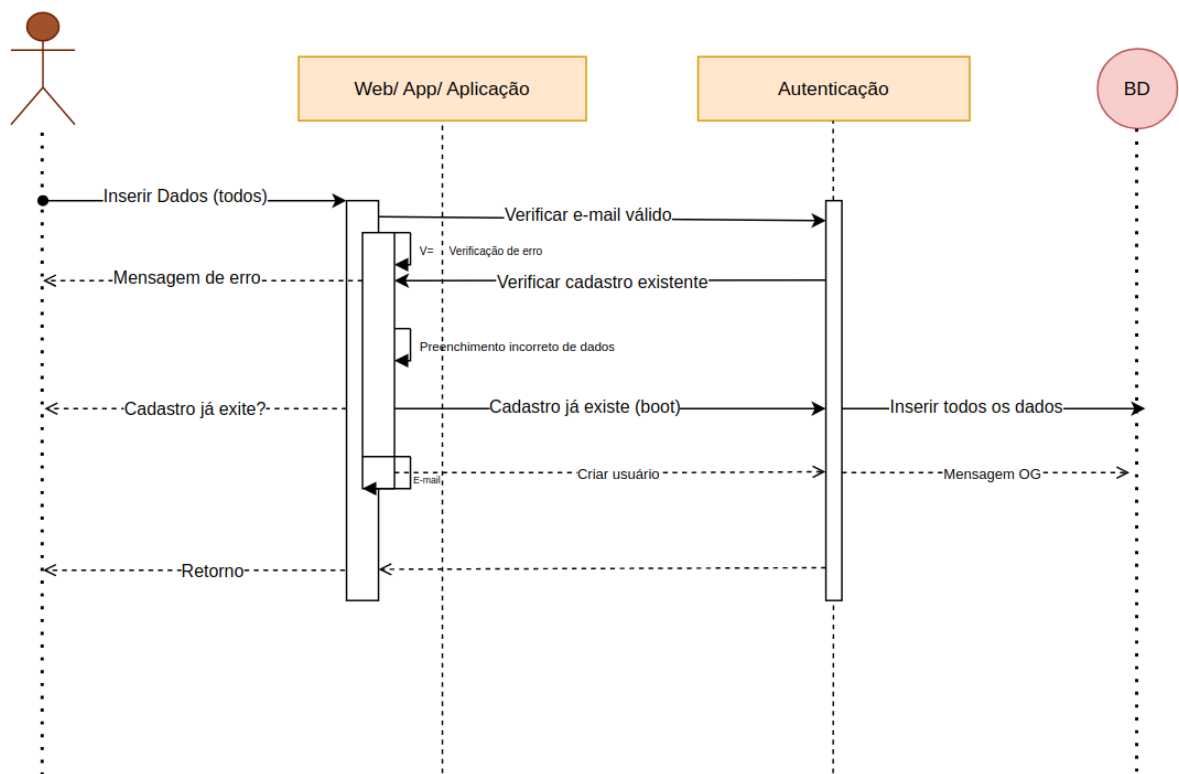 Web/ App/ Aplicação
Autenticação
BD
Inserir Dados (todos)
Verificar e-mail válido
V= Verificação de erro
Mensagem de erro
Verificar cadastro existente
Preenchimento incorreto de dados
Cadastro já exite?
Cadastro já existe (boot)
Inserir todos os dados
E-mail
Criar usuário
Mensagem OG
Retorno